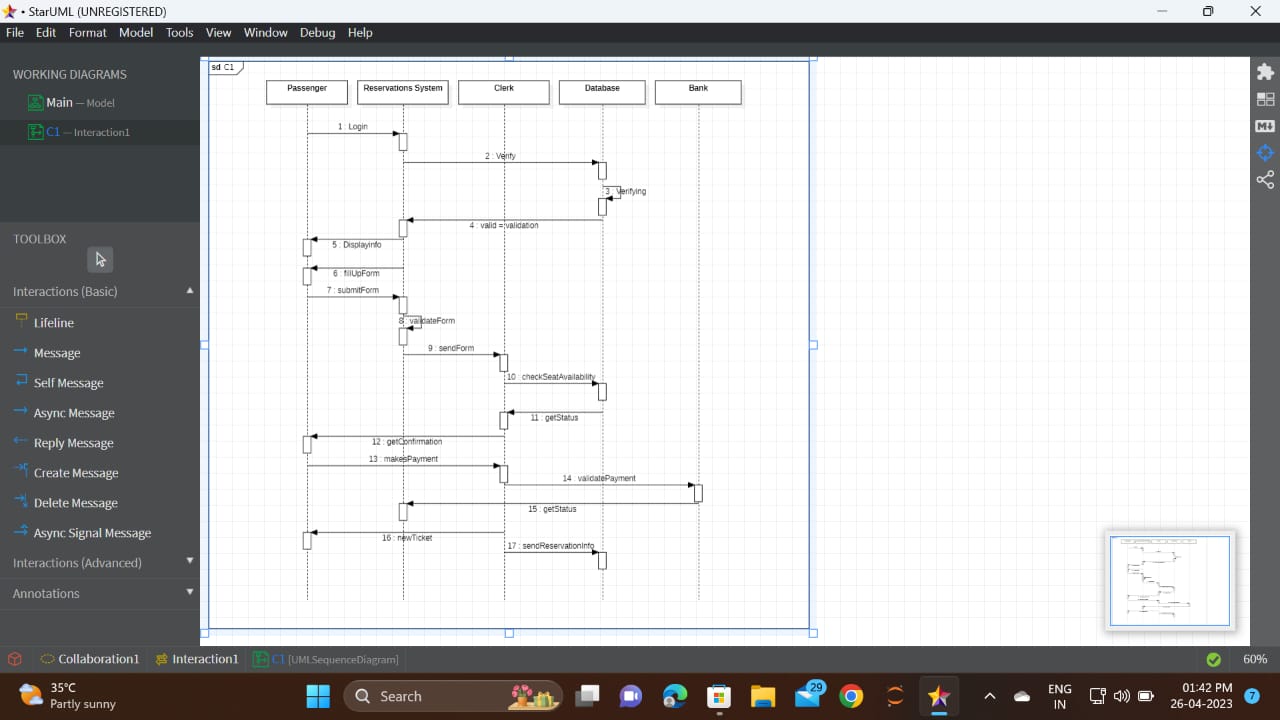 • StarUML (UNREGISTERED)
File Edit Format Model Tools View Window Debug Help
WORKING DIAGRAMS
Main — Model
C1 — Interaction1
TOOLBOX
Interactions (Basic)
Lifeline
Message
Self Message
Async Message
Reply Message
Create Message
Delete Message
Async Signal Message
Interactions (Advanced)
Annotations
sd C1
Passenger Reservations System Clerk Database Bank
1 : Login
2 : Verify
3 : Verifying
4 : valid = validation
5 : Displayinfo
6 : fillUpForm
7 : submitForm
8 : validateForm
9 : sendForm
10 : checkSeatAvailability
11 : getStatus
12 : getConfirmation
13 : makesPayment
14 : validatePayment
15 : getStatus
16 : newTicket
17 : sendReservationInfo
M↓
Collaboration1 Interaction1 C1 [UMLSequenceDiagram] 60%
35°C
Partly sunny
Search
29
ENG
IN
01:42 PM
26-04-2023
7